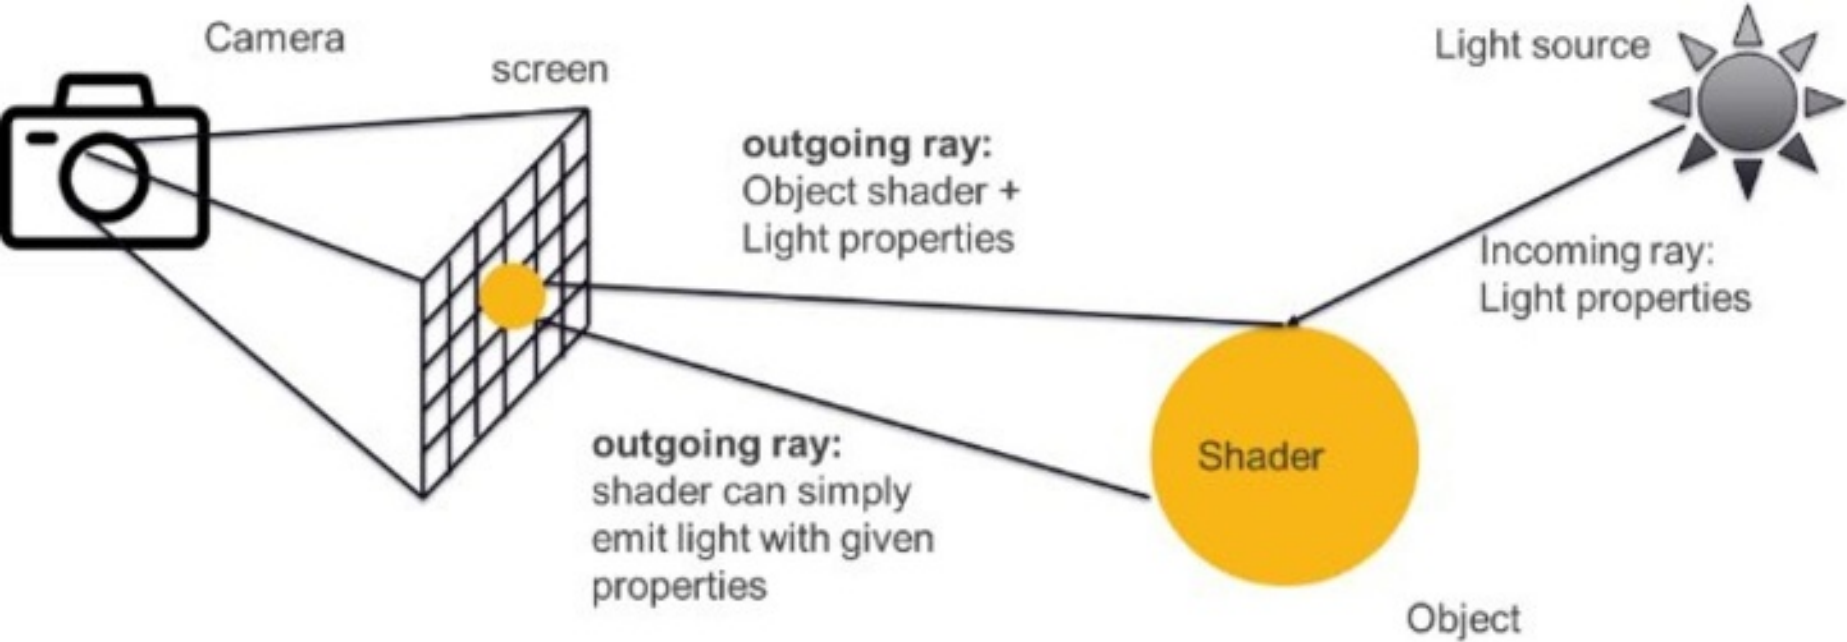 Camera
screen
Light source
outgoing ray:
Object shader +
Light properties
Incoming ray:
Light properties
outgoing ray:
shader can simply
emit light with given
properties
Shader
Object